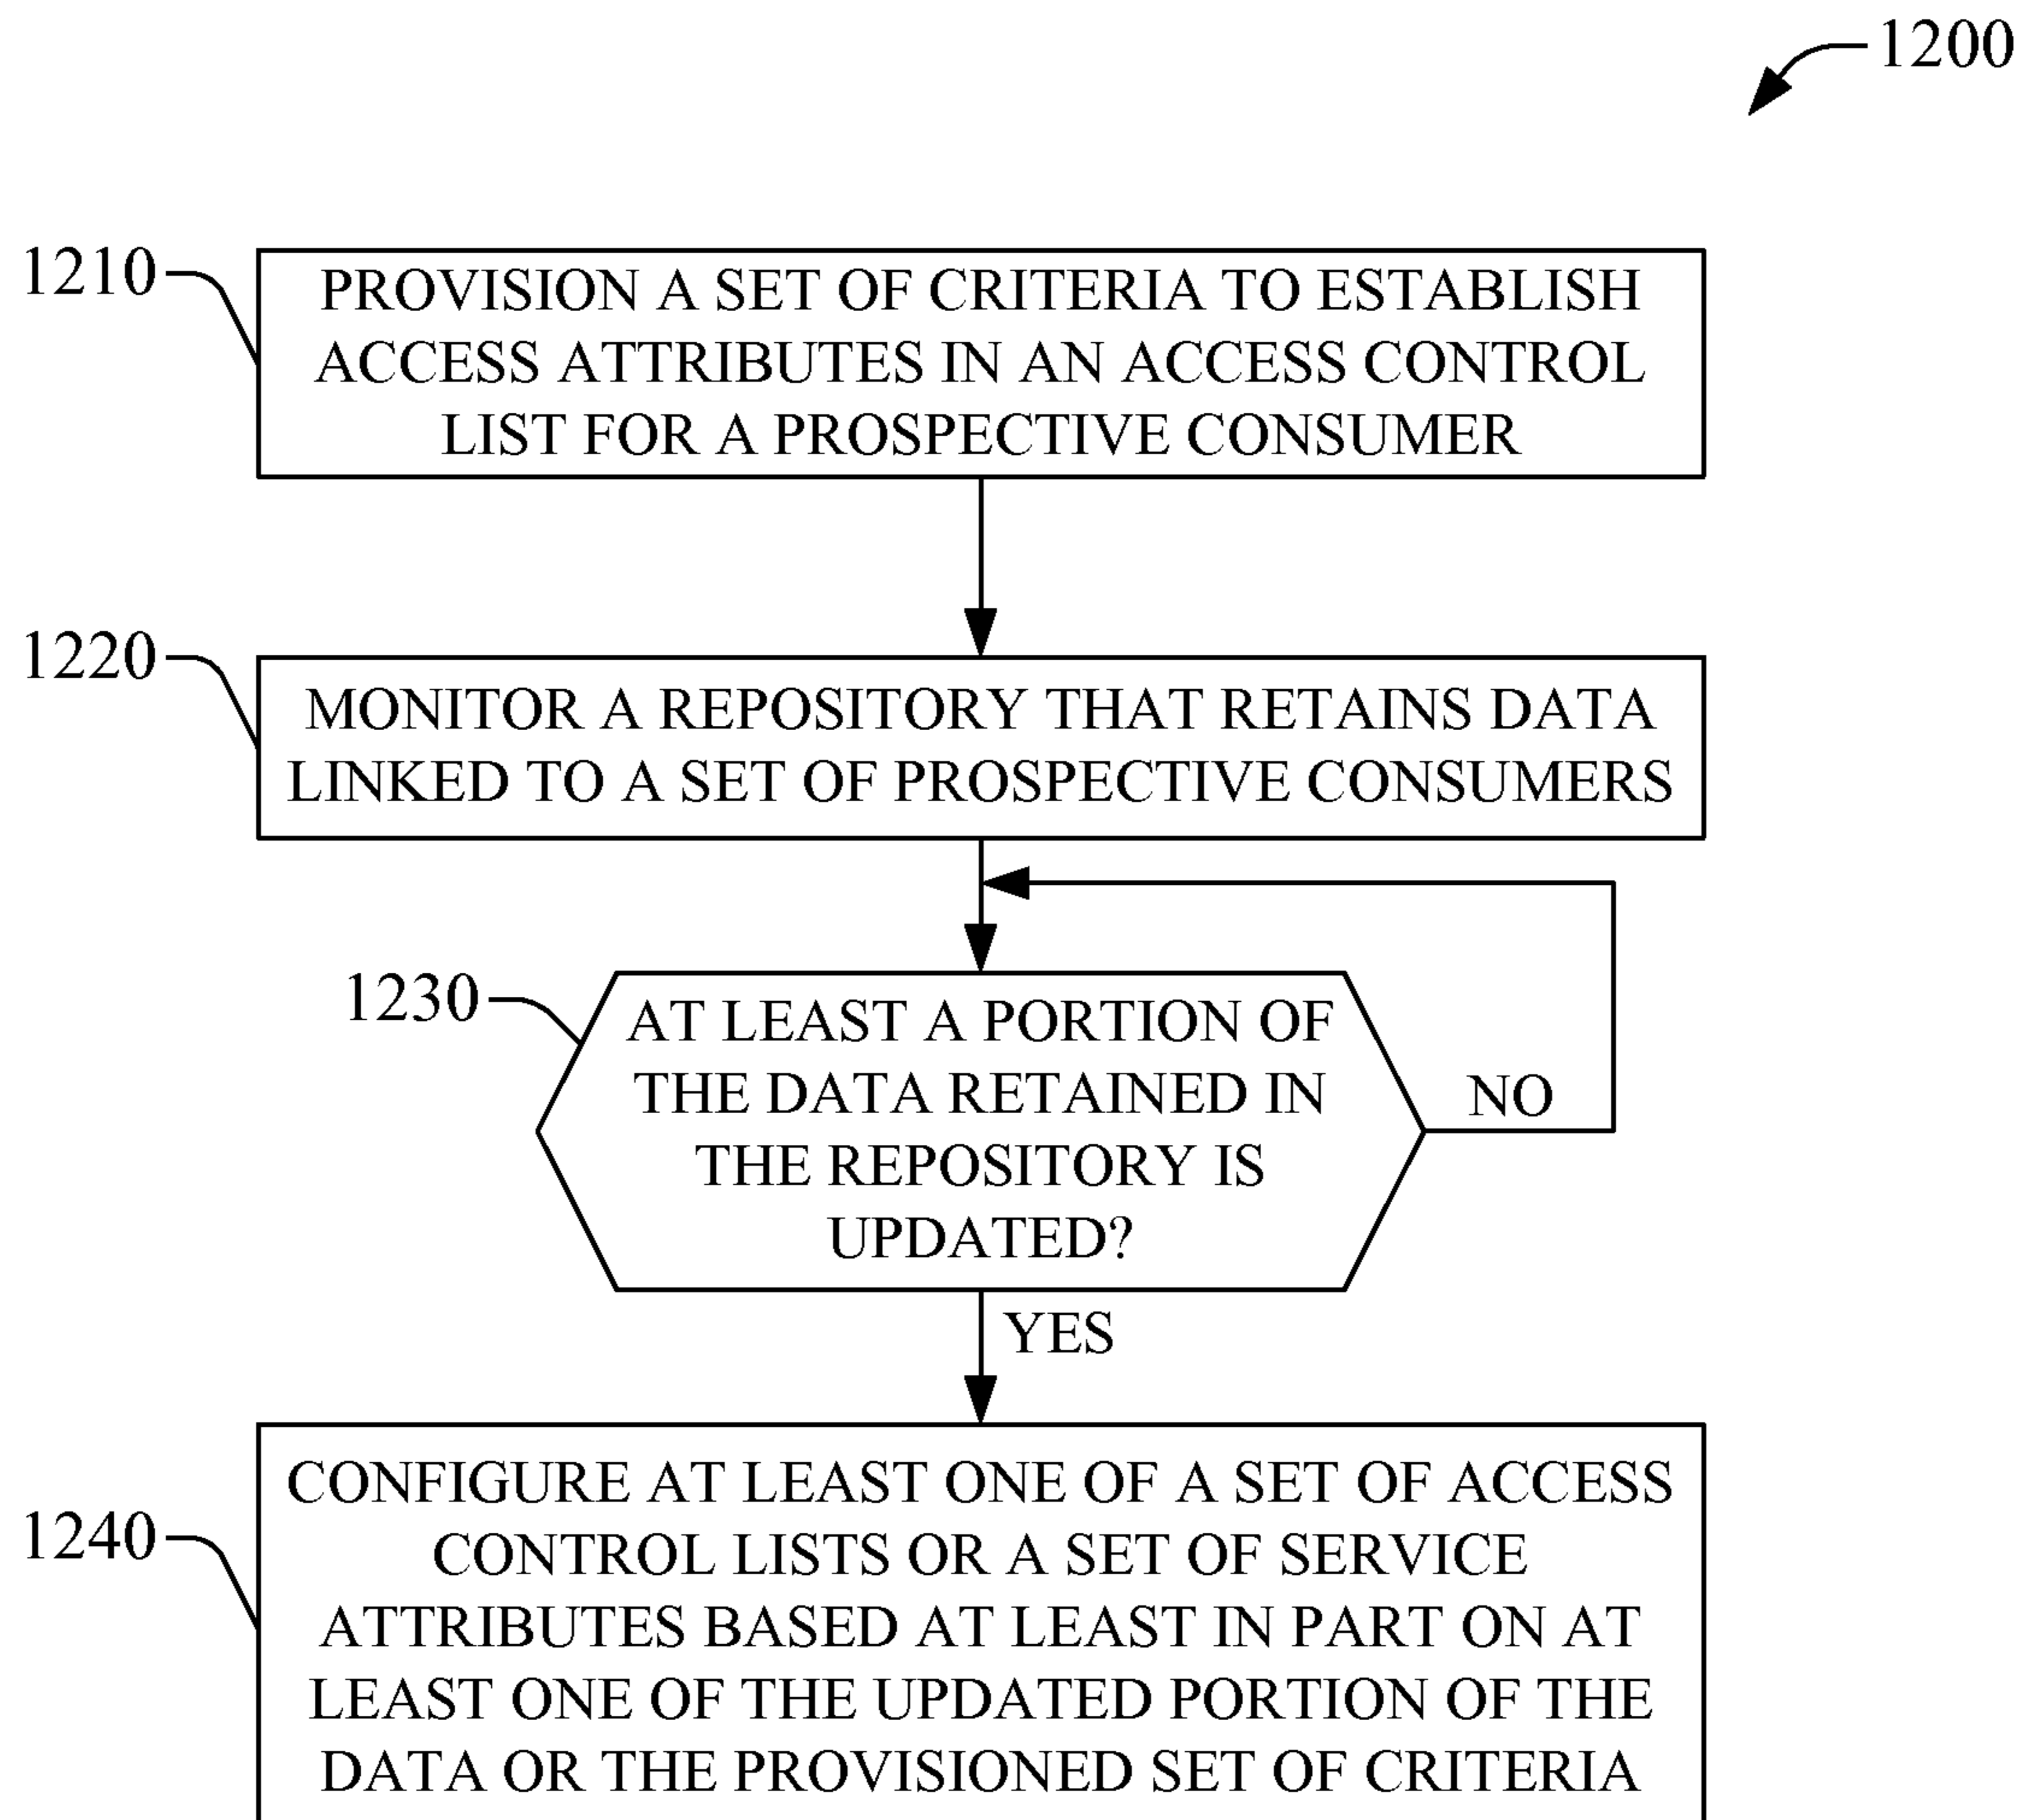 1200
1210
PROVISION A SET OF CRITERIA TO ESTABLISH
ACCESS ATTRIBUTES IN AN ACCESS CONTROL
LIST FOR A PROSPECTIVE CONSUMER
1220
MONITOR A REPOSITORY THAT RETAINS DATA
LINKED TO A SET OF PROSPECTIVE CONSUMERS
1230
AT LEAST A PORTION OF
THE DATA RETAINED IN
THE REPOSITORY IS
UPDATED?
NO
YES
1240
CONFIGURE AT LEAST ONE OF A SET OF ACCESS
CONTROL LISTS OR A SET OF SERVICE
ATTRIBUTES BASED AT LEAST IN PART ON AT
LEAST ONE OF THE UPDATED PORTION OF THE
DATA OR THE PROVISIONED SET OF CRITERIA